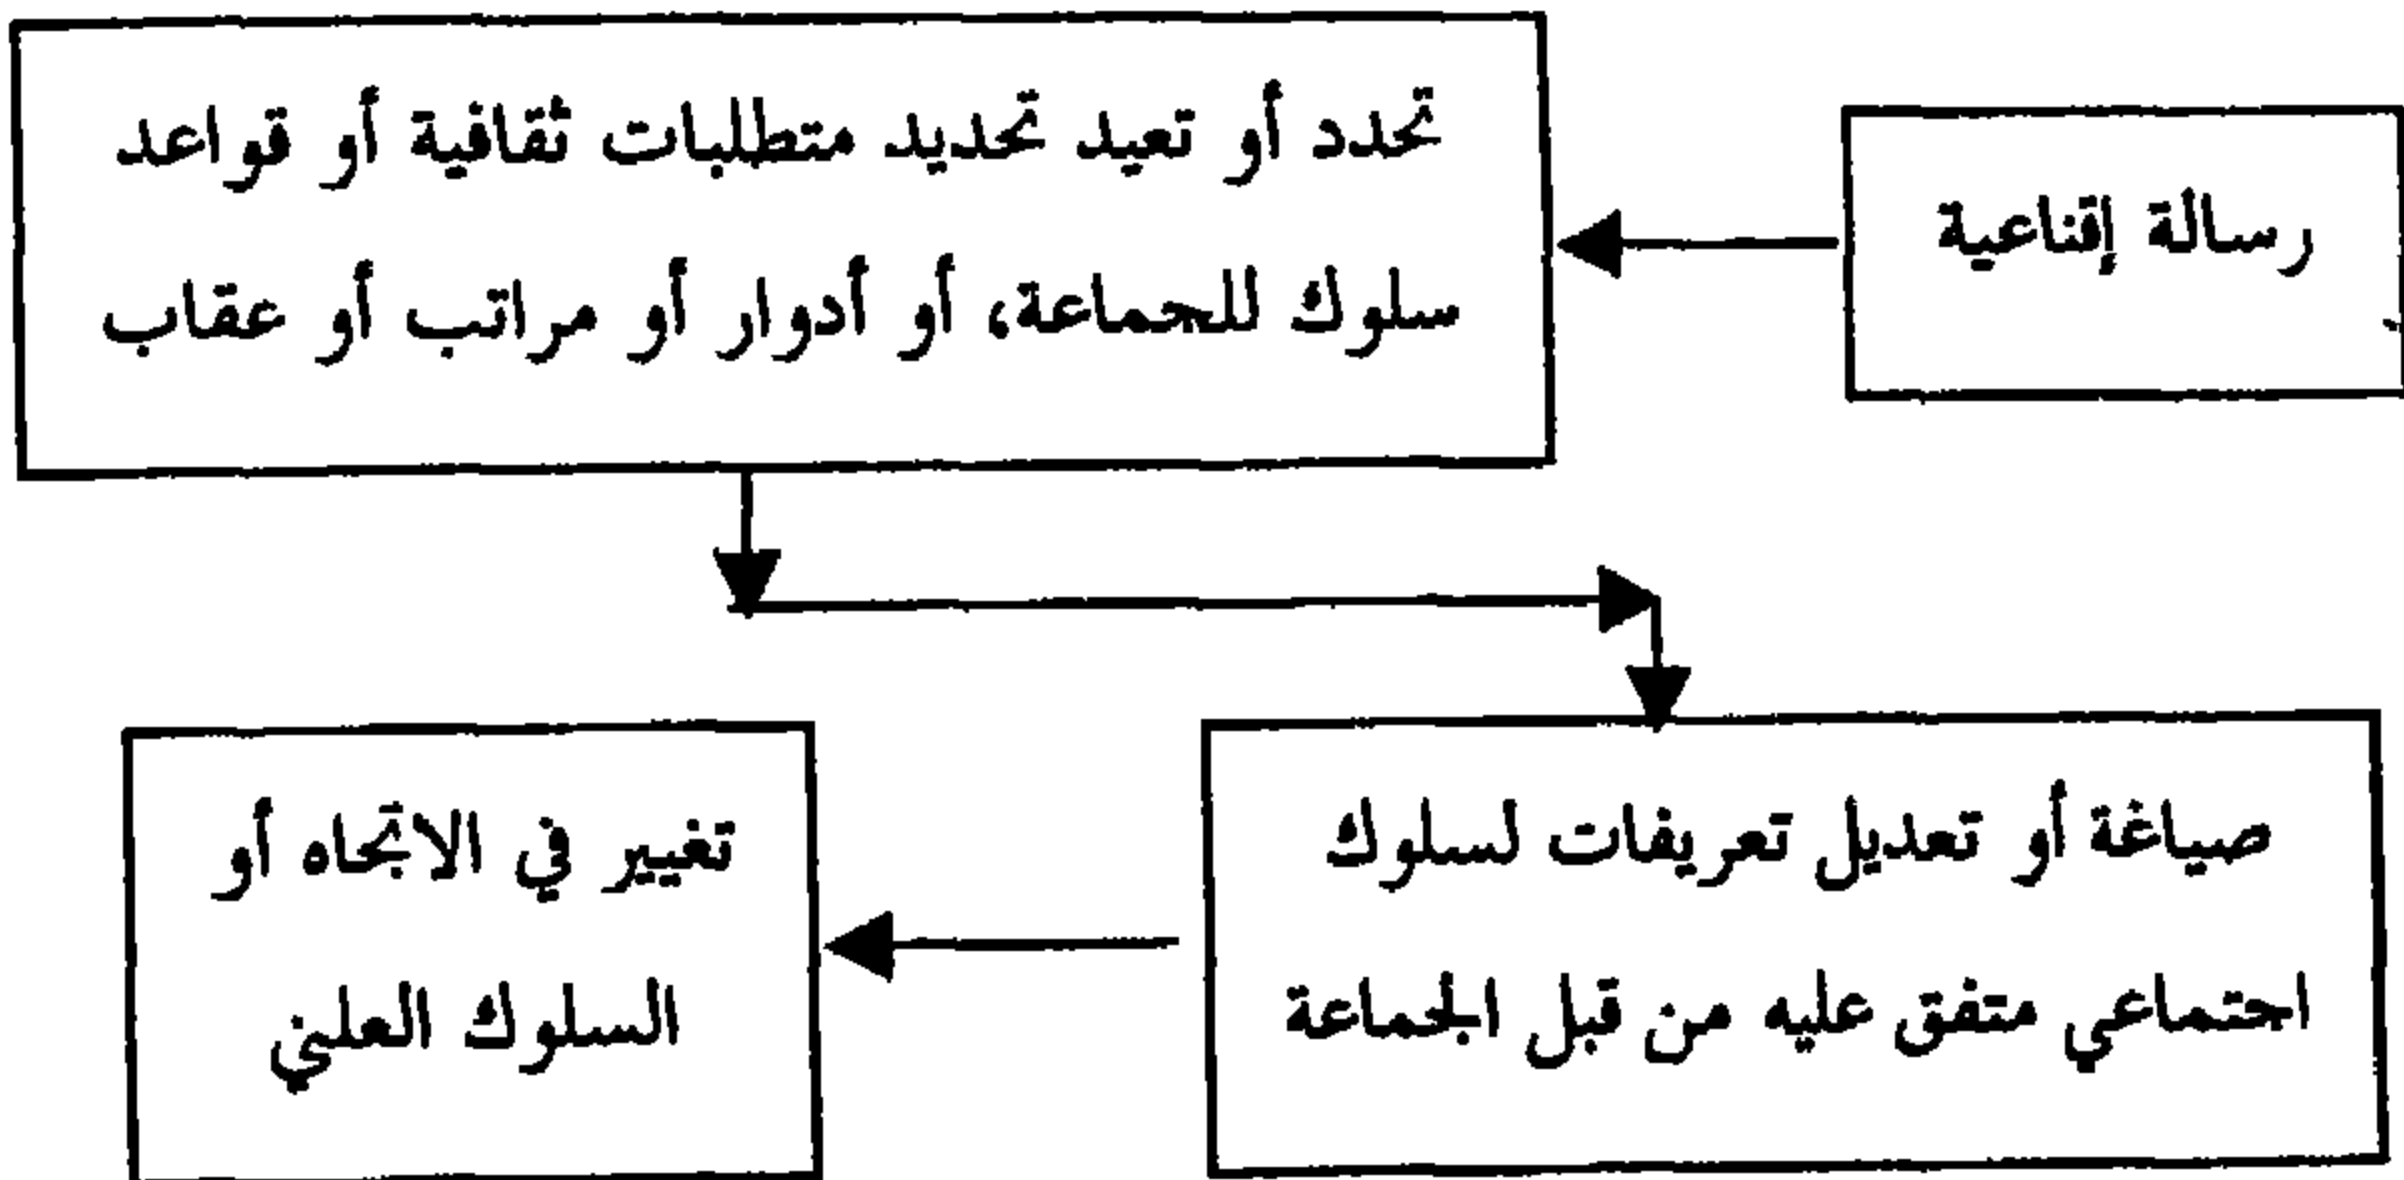 رسالة إقناعية
تحدد أو تعيد تحديد متطلبات ثقافية أو قواعد
سلوك للجماعة، أو أدوار أو مراتب أو عقاب
صياغة أو تعديل تعريفات لسلوك
اجتماعي متفق عليه من قبل الجماعة
تغيير في الاتجاه أو
السلوك العلني